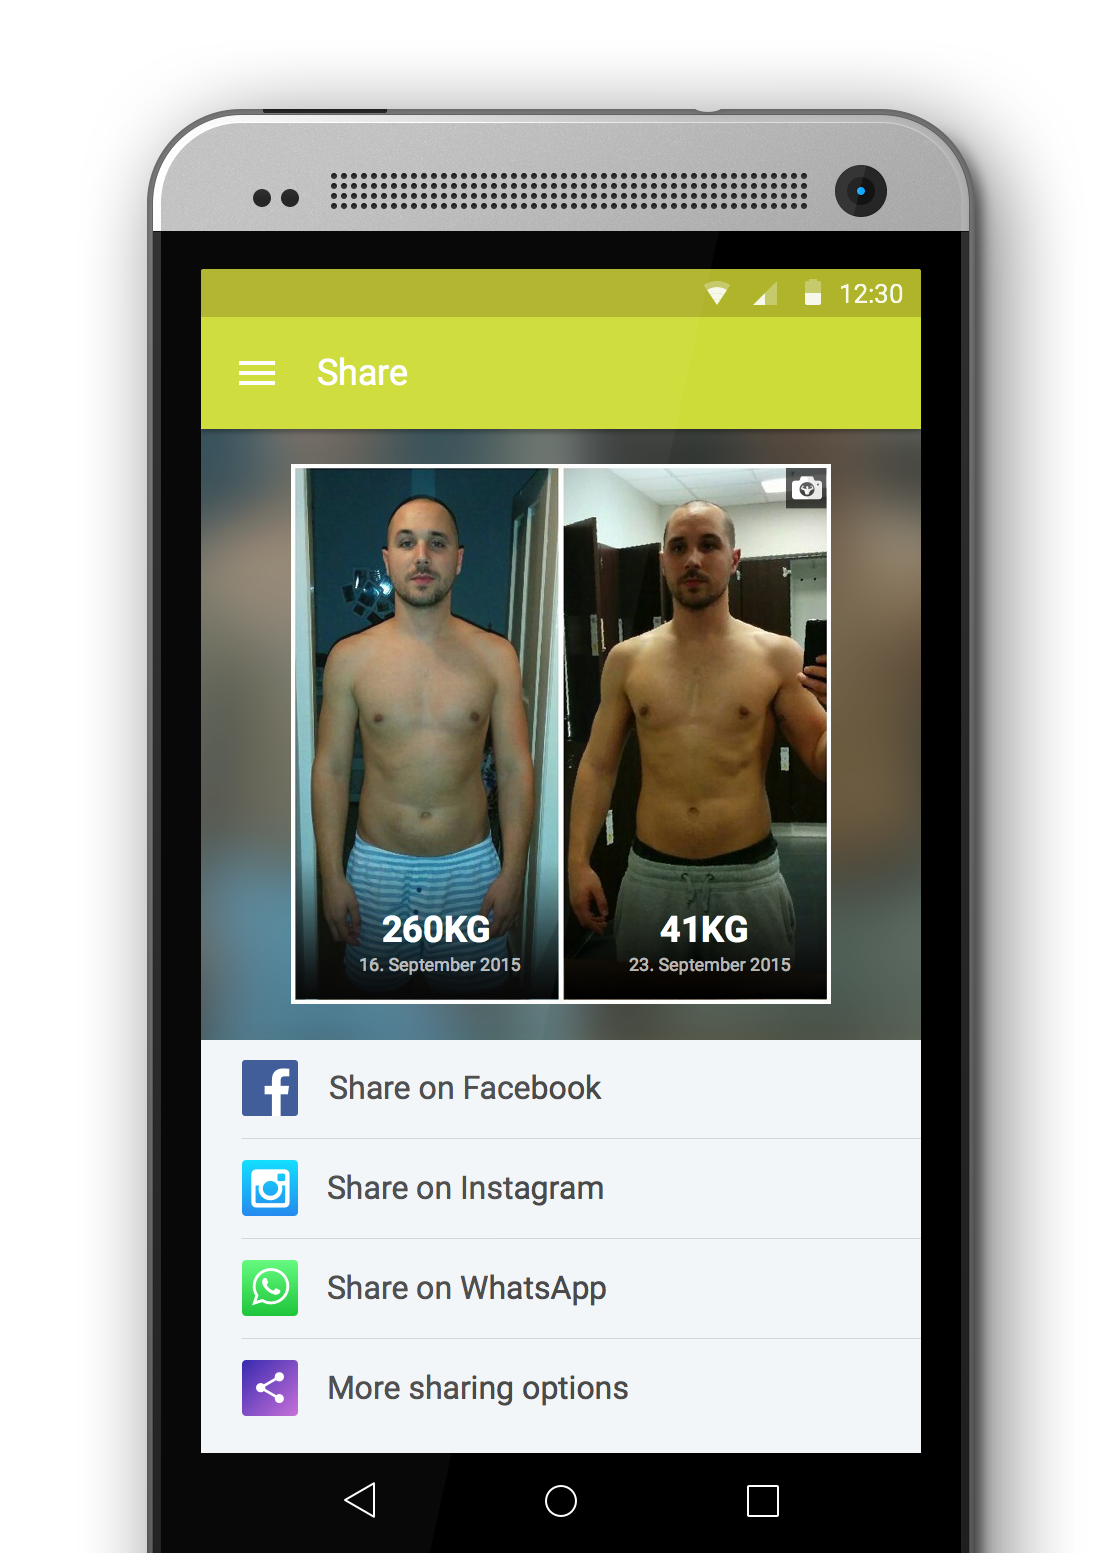 12:30
Share
260KG
16. September 2015
41KG
23. September 2015
Share on Facebook
Share on Instagram
Share on WhatsApp
More sharing options